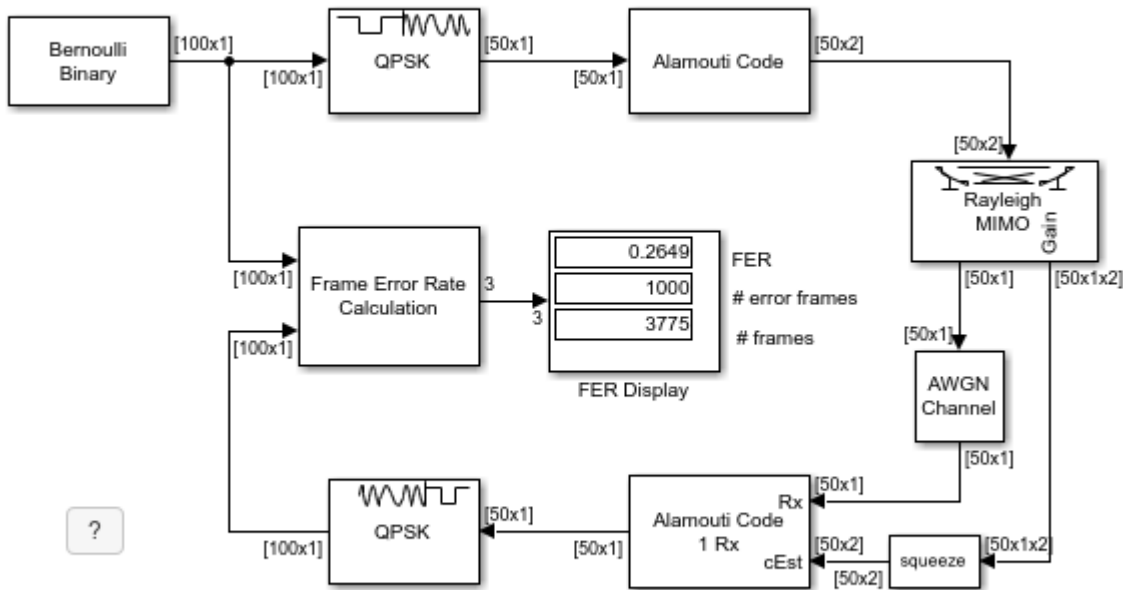 Bernoulli
Binary
[100x1]
[100x1]
QPSK
[50x1]
[50x1]
Alamouti Code
[50x2]
[50x2]
Rayleigh
MIMO
Gain
[50x1]
[50x1x2]
[100x1]
Frame Error Rate
Calculation
[100x1]
3
3
0.2649
1000
3775
FER
# error frames
# frames
FER Display
[50x1]
AWGN
Channel
[50x1]
?
[100x1]
QPSK
[50x1]
[50x1]
Alamouti Code
1 Rx
Rx
cEst
[50x1]
[50x2]
[50x2]
squeeze
[50x1x2]